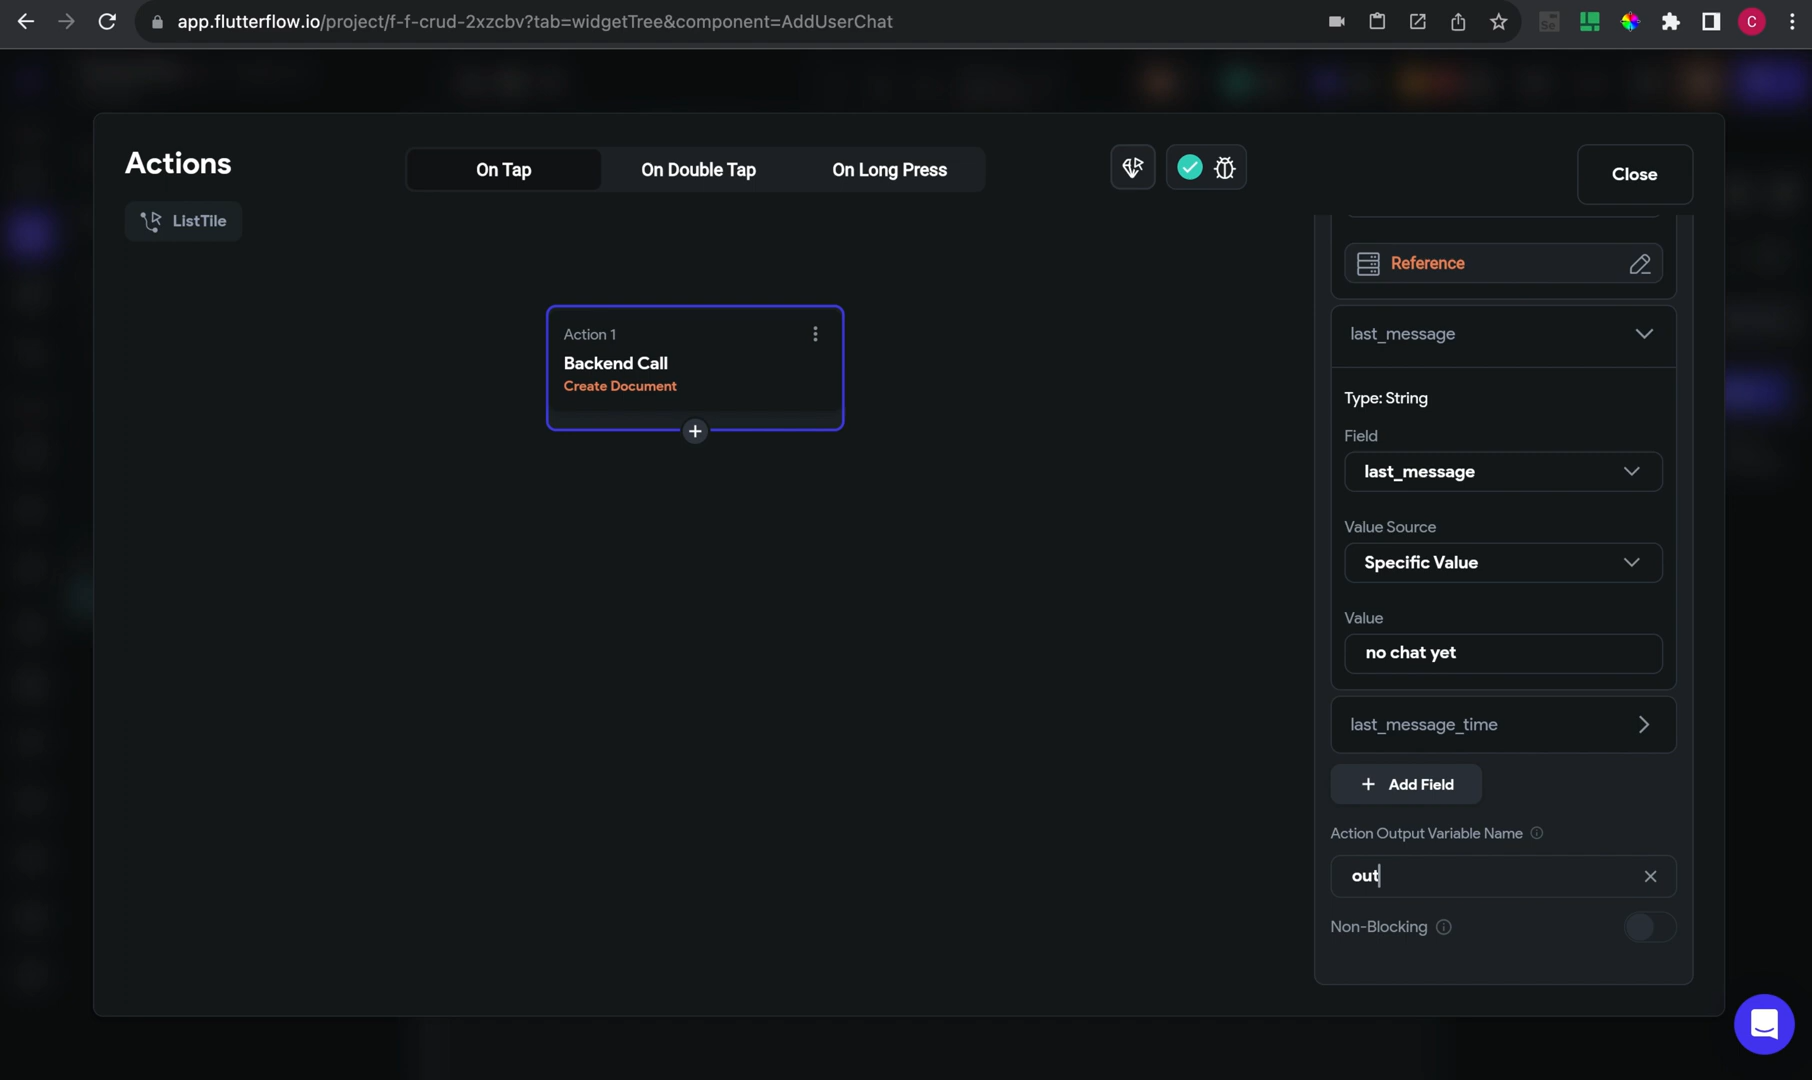 app.flutterflow.io/project/f-f-crud-2xzcbv?tab=widgetTree&component=AddUserChat
Se
C
Actions
On Tap
On Double Tap
On Long Press
Close
ListTile
Reference
Action 1
Backend Call
Create Document
last_message
Type: String
Field
last_message
Value Source
Specific Value
Value
no chat yet
last_message_time
Add Field
Action Output Variable Name
out
Non-Blocking